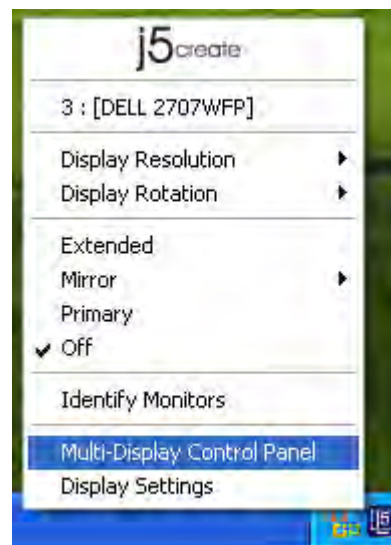 j5create
3 : [DELL 2707WFP]
Display Resolution
Display Rotation
Extended
Mirror
Primary
Off
Identify Monitors
Multi-Display Control Panel
Display Settings
j5